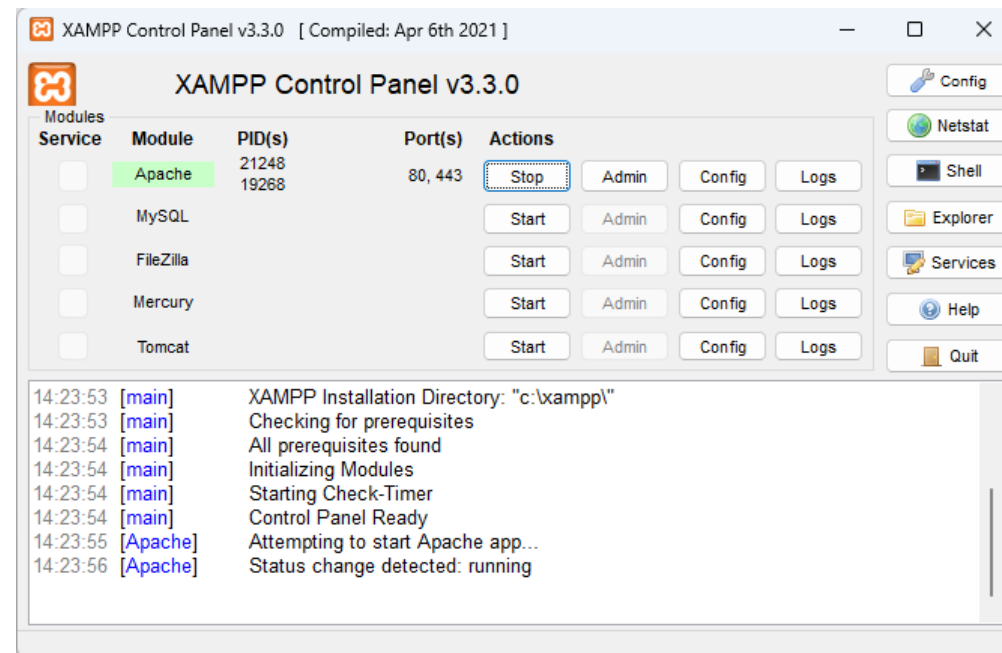 XAMPP Control Panel v3.3.0 [ Compiled: Apr 6th 2021 ]
XAMPP Control Panel v3.3.0
Config
Modules
Service Module PID(s) Port(s) Actions
Netstat
Apache 21248 19268 80, 443 Stop Admin Config Logs
Shell
MySQL Start Admin Config Logs
Explorer
FileZilla Start Admin Config Logs
Services
Mercury Start Admin Config Logs
Help
Tomcat Start Admin Config Logs
Quit
14:23:53 [main] XAMPP Installation Directory: "c:\xampp\"
14:23:53 [main] Checking for prerequisites
14:23:54 [main] All prerequisites found
14:23:54 [main] Initializing Modules
14:23:54 [main] Starting Check-Timer
14:23:54 [main] Control Panel Ready
14:23:55 [Apache] Attempting to start Apache app...
14:23:56 [Apache] Status change detected: running